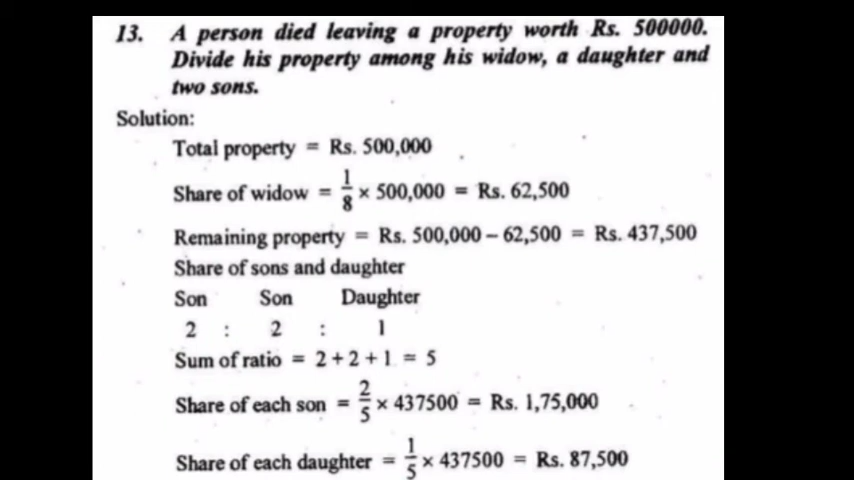 13. A person died leaving a property worth Rs. 500000.
Divide his property among his widow, a daughter and
two sons.
Solution:
Total property = Rs. 500,000
Share of widow = 1/8 × 500,000 = Rs. 62,500
Remaining property = Rs. 500,000 – 62,500 = Rs. 437,500
Share of sons and daughter
Son Son Daughter
2 : 2 : 1
Sum of ratio = 2 + 2 + 1 = 5
Share of each son = 2/5 × 437500 = Rs. 1,75,000
Share of each daughter = 1/5 × 437500 = Rs. 87,500